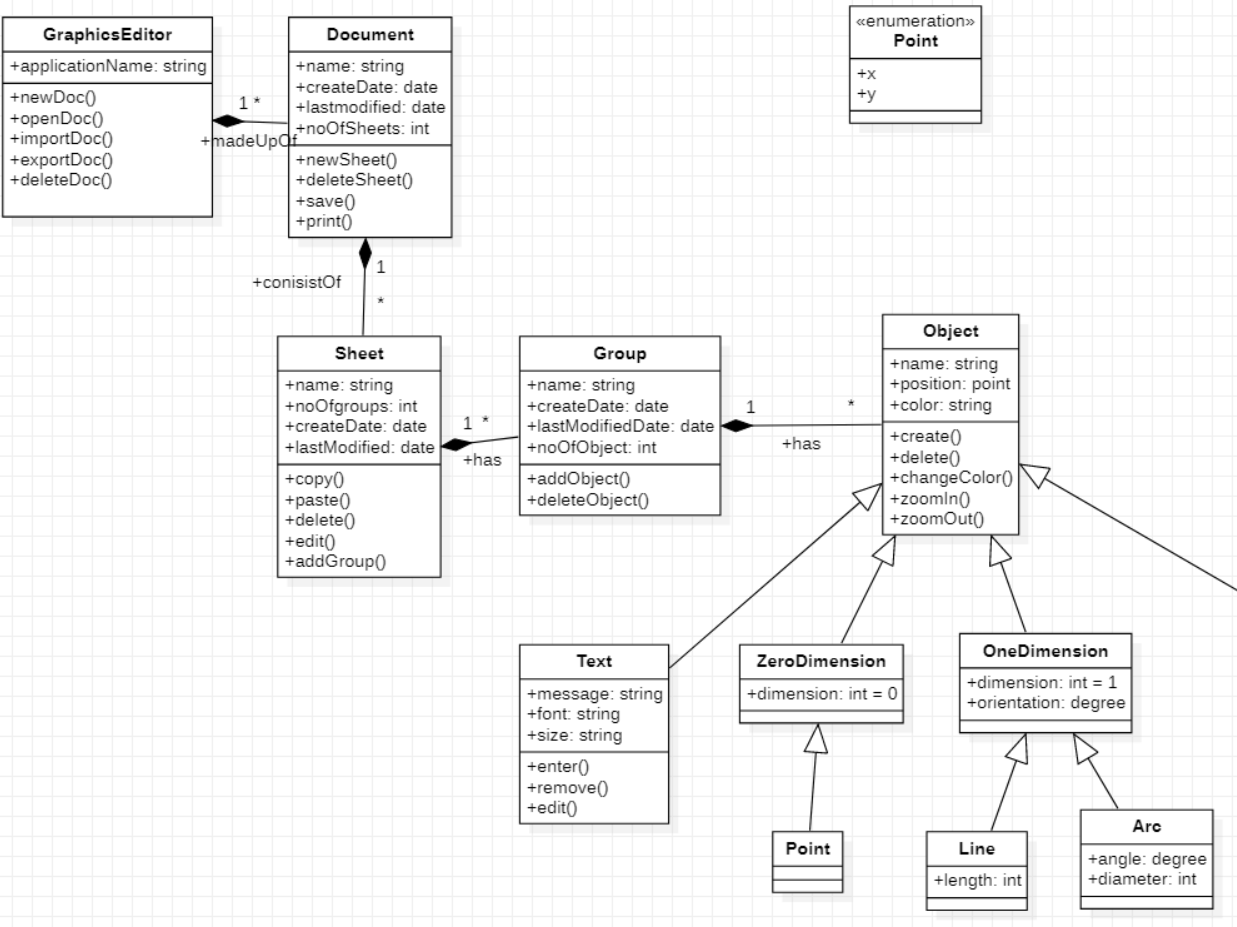 GraphicsEditor
+applicationName: string
+newDoc()
+openDoc()
+importDoc()
+exportDoc()
+deleteDoc()
1 *
+madeUpOf
Document
+name: string
+createDate: date
+lastmodified: date
+noOfSheets: int
+newSheet()
+deleteSheet()
+save()
+print()
«enumeration»
Point
+x
+y
1
+conisistOf
*
Sheet
+name: string
+noOfgroups: int
+createDate: date
+lastModified: date
+copy()
+paste()
+delete()
+edit()
+addGroup()
1 *
+has
Group
+name: string
+createDate: date
+lastModifiedDate: date
+noOfObject: int
+addObject()
+deleteObject()
1 *
+has
Object
+name: string
+position: point
+color: string
+create()
+delete()
+changeColor()
+zoomIn()
+zoomOut()
Text
+message: string
+font: string
+size: string
+enter()
+remove()
+edit()
ZeroDimension
+dimension: int = 0
OneDimension
+dimension: int = 1
+orientation: degree
Point
Line
+length: int
Arc
+angle: degree
+diameter: int